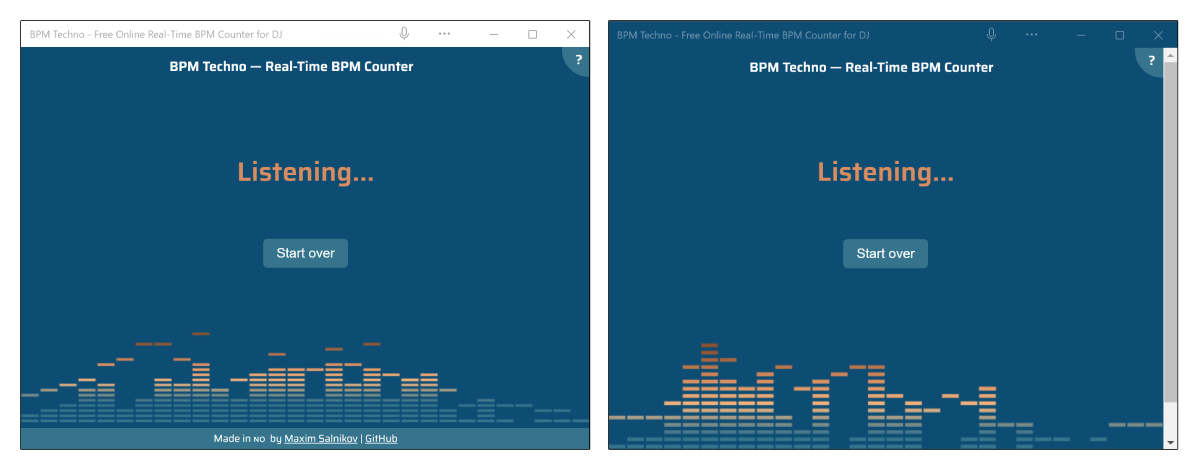 BPM Techno - Free Online Real-Time BPM Counter for DJ
?
BPM Techno — Real-Time BPM Counter
Listening...
Start over
Made in NO by Maxim Salnikov | GitHub
BPM Techno - Free Online Real-Time BPM Counter for DJ
?
BPM Techno — Real-Time BPM Counter
Listening...
Start over